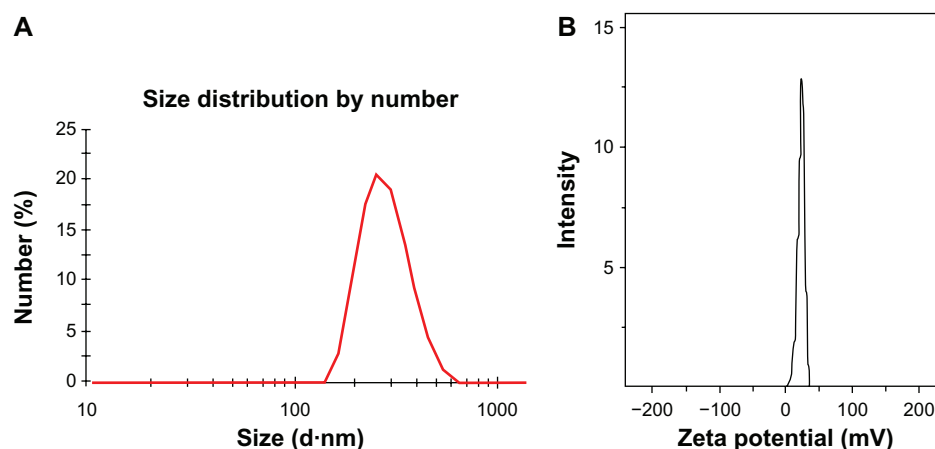 A
Size distribution by number
Number (%)
25
20
15
10
5
0
10
100
1000
Size (d·nm)
B
Intensity
15
10
5
−200
−100
0
100
200
Zeta potential (mV)